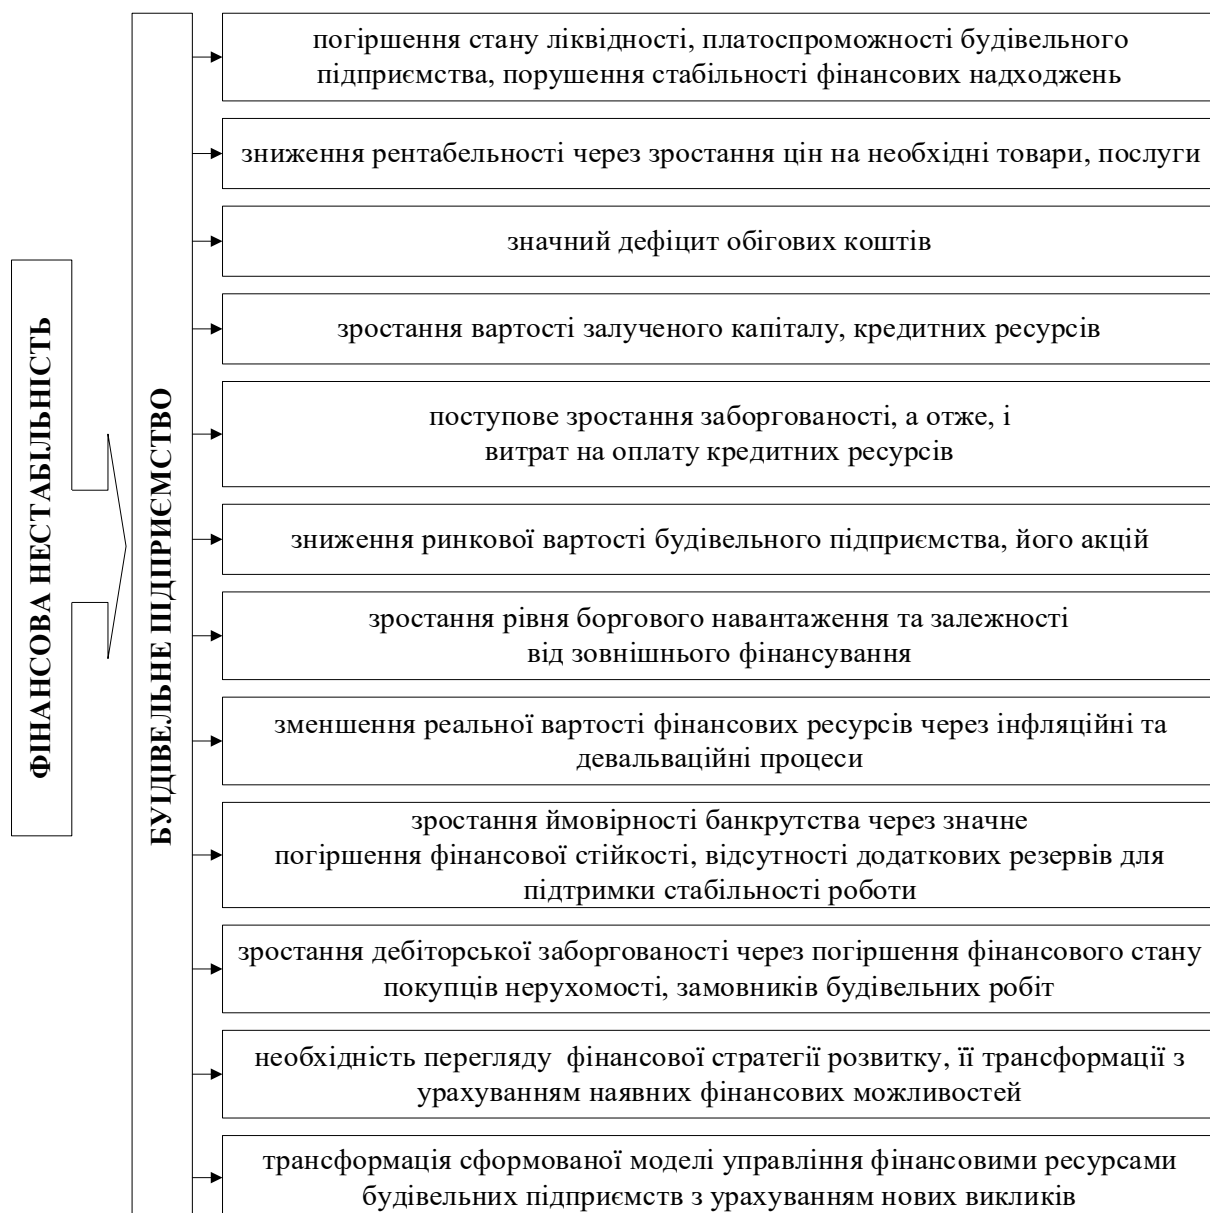 ФІНАНСОВА НЕСТАБІЛЬНІСТЬ
БУІДІВЕЛЬНЕ ПІДПРИЄМСТВО
погіршення стану ліквідності, платоспроможності будівельного
підприємства, порушення стабільності фінансових надходжень
зниження рентабельності через зростання цін на необхідні товари, послуги
значний дефіцит обігових коштів
зростання вартості залученого капіталу, кредитних ресурсів
поступове зростання заборгованості, а отже, і
витрат на оплату кредитних ресурсів
зниження ринкової вартості будівельного підприємства, його акцій
зростання рівня боргового навантаження та залежності
від зовнішнього фінансування
зменшення реальної вартості фінансових ресурсів через інфляційні та
девальваційні процеси
зростання ймовірності банкрутства через значне
погіршення фінансової стійкості, відсутності додаткових резервів для
підтримки стабільності роботи
зростання дебіторської заборгованості через погіршення фінансового стану
покупців нерухомості, замовників будівельних робіт
необхідність перегляду фінансової стратегії розвитку, її трансформації з
урахуванням наявних фінансових можливостей
трансформація сформованої моделі управління фінансовими ресурсами
будівельних підприємств з урахуванням нових викликів